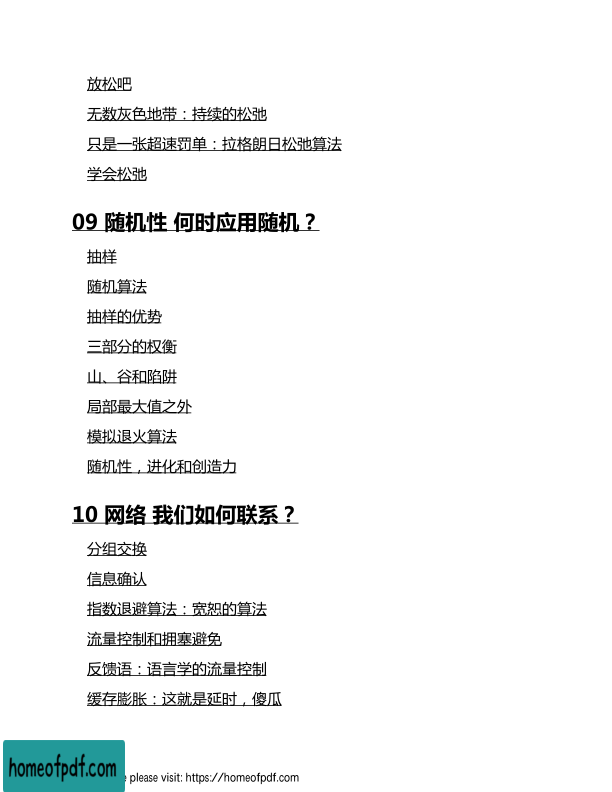 放松吧
无数灰色地带：持续的松弛
只是一张超速罚单：拉格朗日松弛算法
学会松弛
09 随机性 何时应用随机？
抽样
随机算法
抽样的优势
三部分的权衡
山、谷和陷阱
局部最大值之外
模拟退火算法
随机性，进化和创造力
10 网络 我们如何联系？
分组交换
信息确认
指数退避算法：宽恕的算法
流量控制和拥塞避免
反馈语：语言学的流量控制
缓存膨胀：这就是延时，傻瓜
homeofpdf.com
please visit: https://homeofpdf.com